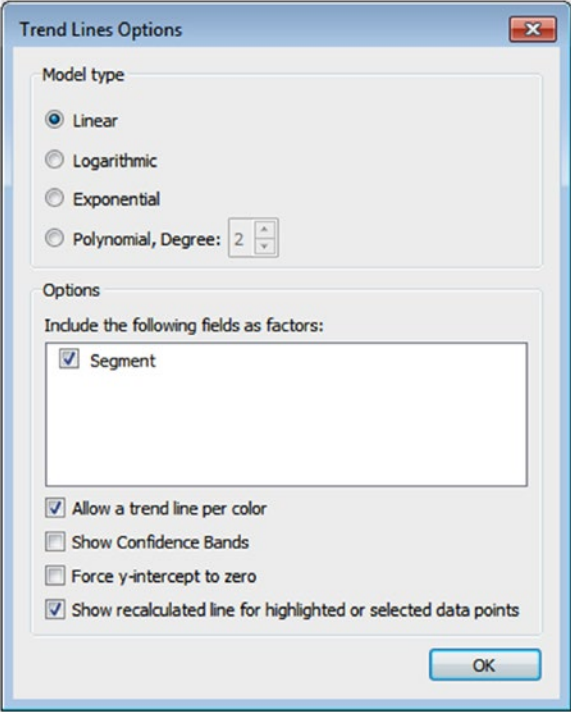 Trend Lines Options
Model type
Linear
Logarithmic
Exponential
Polynomial, Degree: 2
Options
Include the following fields as factors:
Segment
Allow a trend line per color
Show Confidence Bands
Force y-intercept to zero
Show recalculated line for highlighted or selected data points
OK